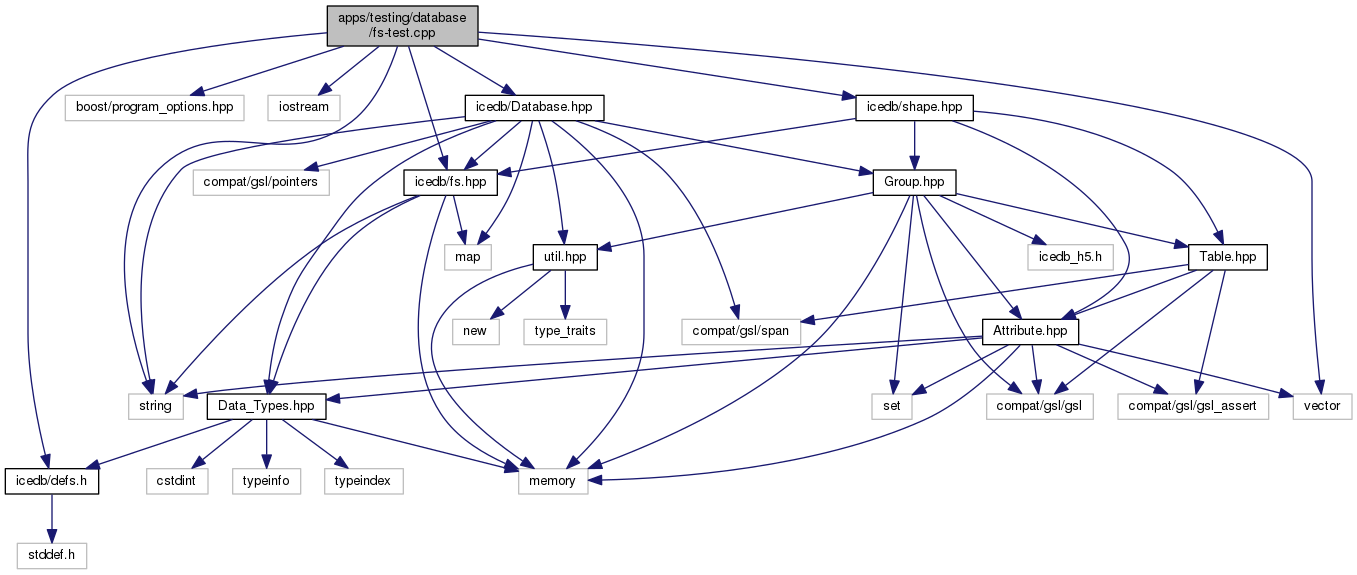 apps/testing/database
/fs-test.cpp
boost/program_options.hpp
iostream
icedb/Database.hpp
icedb/shape.hpp
compat/gsl/pointers
icedb/fs.hpp
Group.hpp
map
util.hpp
icedb_h5.h
Table.hpp
new
type_traits
compat/gsl/span
Attribute.hpp
string
Data_Types.hpp
set
compat/gsl/gsl
compat/gsl/gsl_assert
vector
icedb/defs.h
cstdint
typeinfo
typeindex
memory
stddef.h